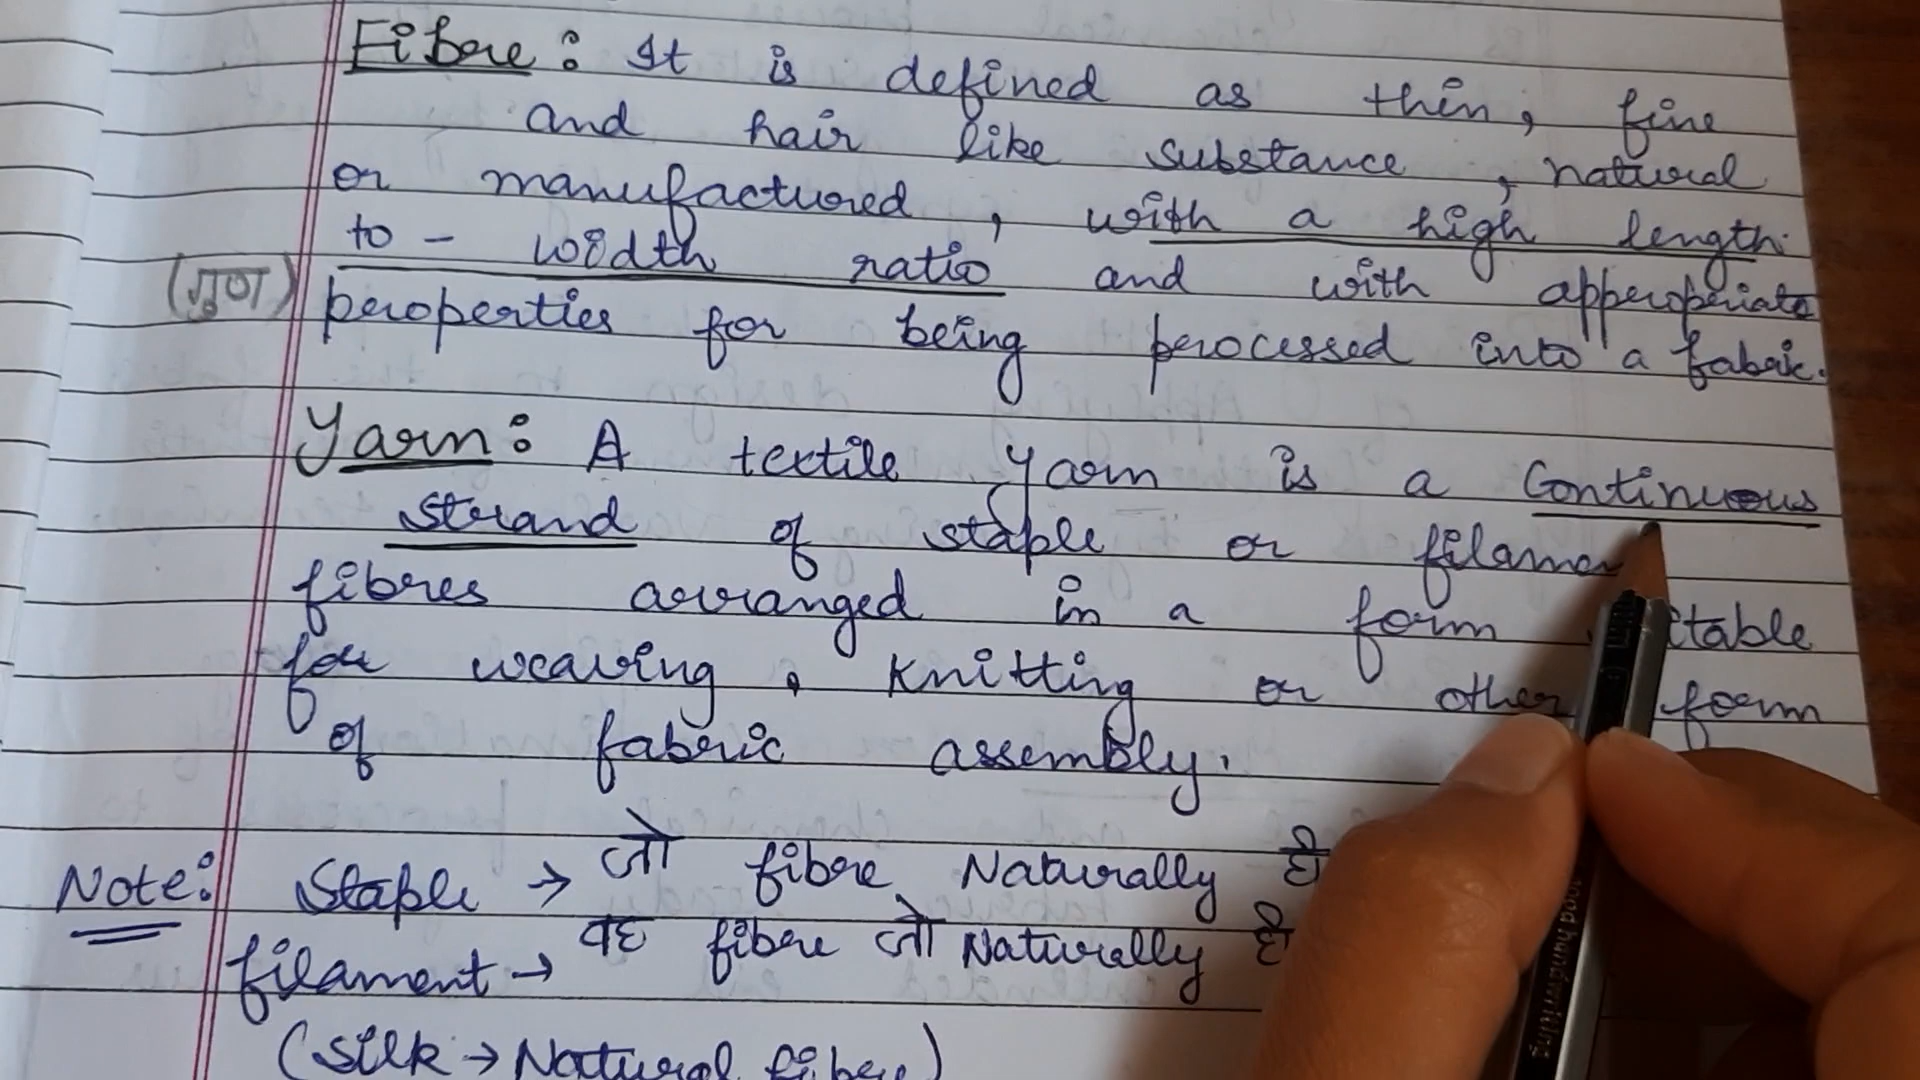 Fibre : It is defined as thin, fine
and hair like substance, natural
or manufactured, with a high length
to - width ratio and with appropriate
(गुण) properties for being processed into a fabric.
Yarn : A textile yarn is a Continuous
strand of staple or
fibres arranged in a form
for weaving, knitting or other form
of fabric assembly.
Note : Staple → जो fibre Naturally ही
filament → वह fibre जो Naturally ही
(silk → Natural fibre)